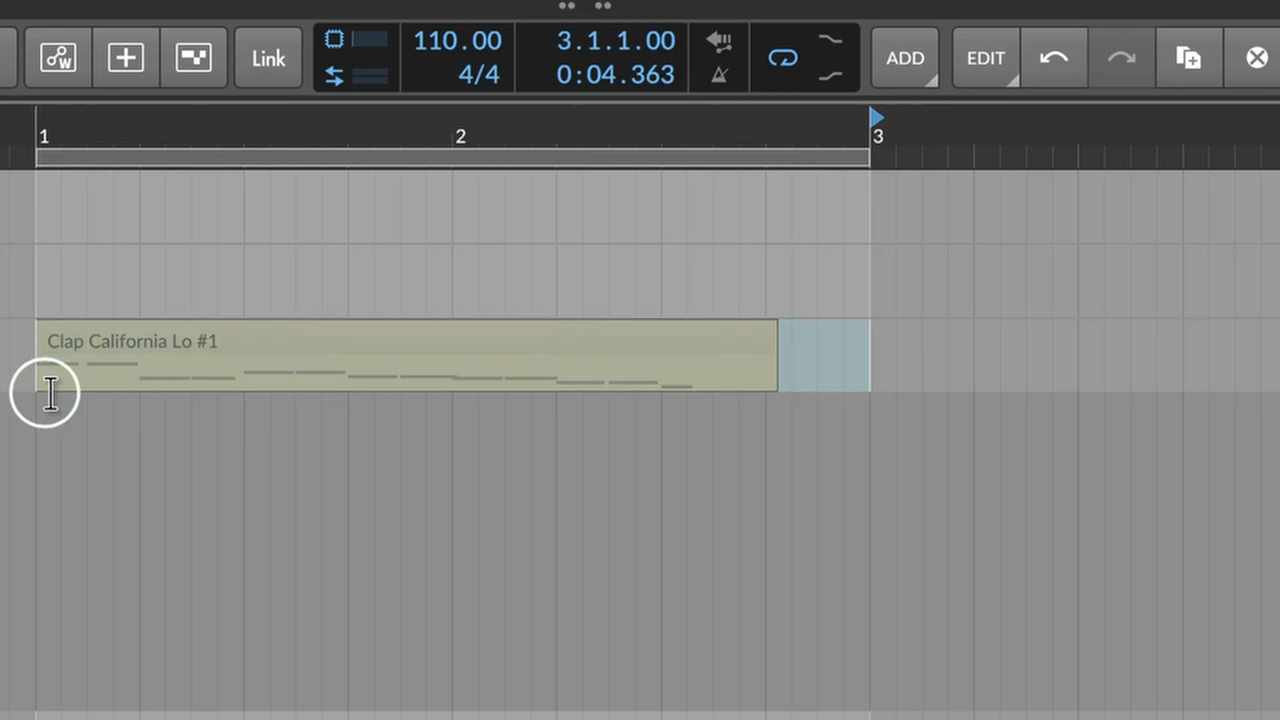 W
Link
110.00
4/4
3.1.1.00
0:04.363
ADD
EDIT
1
2
3
Clap California Lo #1